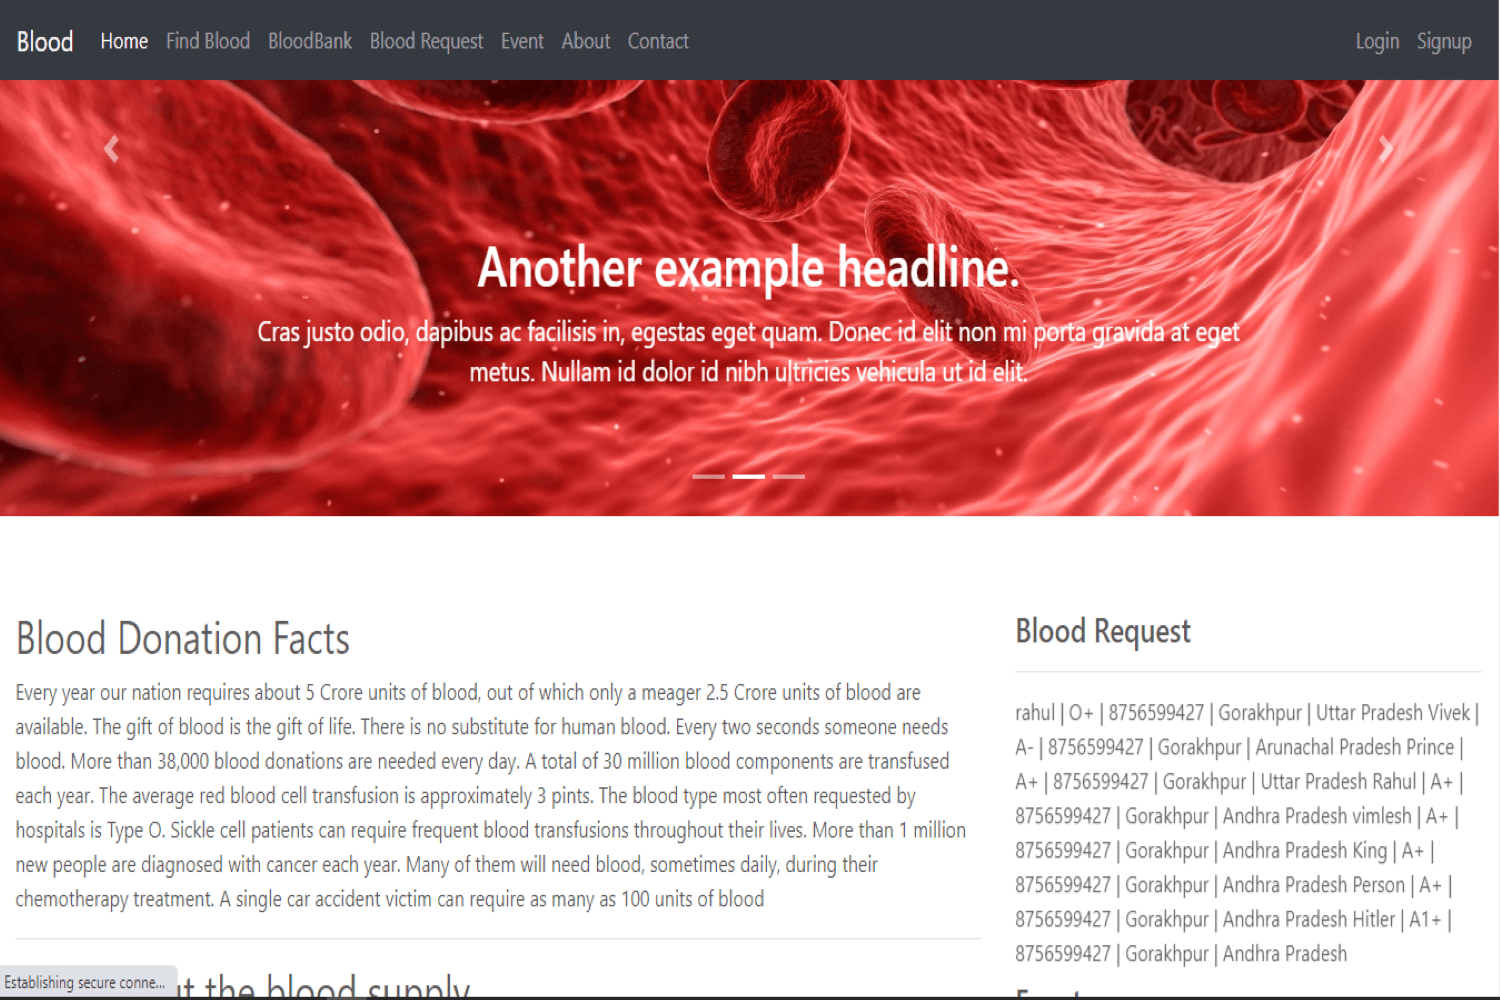 Blood Home Find Blood BloodBank Blood Request Event About Contact Login Signup
Another example headline.
Cras justo odio, dapibus ac facilisis in, egestas eget quam. Donec id elit non mi porta gravida at eget
metus. Nullam id dolor id nibh ultricies vehicula ut id elit.
Blood Donation Facts
Every year our nation requires about 5 Crore units of blood, out of which only a meager 2.5 Crore units of blood are
available. The gift of blood is the gift of life. There is no substitute for human blood. Every two seconds someone needs
blood. More than 38,000 blood donations are needed every day. A total of 30 million blood components are transfused
each year. The average red blood cell transfusion is approximately 3 pints. The blood type most often requested by
hospitals is Type O. Sickle cell patients can require frequent blood transfusions throughout their lives. More than 1 million
new people are diagnosed with cancer each year. Many of them will need blood, sometimes daily, during their
chemotherapy treatment. A single car accident victim can require as many as 100 units of blood
the blood supply
Establishing secure conne...
Blood Request
rahul | O+ | 8756599427 | Gorakhpur | Uttar Pradesh Vivek |
A- | 8756599427 | Gorakhpur | Arunachal Pradesh Prince |
A+ | 8756599427 | Gorakhpur | Uttar Pradesh Rahul | A+ |
8756599427 | Gorakhpur | Andhra Pradesh vimlesh | A+ |
8756599427 | Gorakhpur | Andhra Pradesh King | A+ |
8756599427 | Gorakhpur | Andhra Pradesh Person | A+ |
8756599427 | Gorakhpur | Andhra Pradesh Hitler | A1+ |
8756599427 | Gorakhpur | Andhra Pradesh